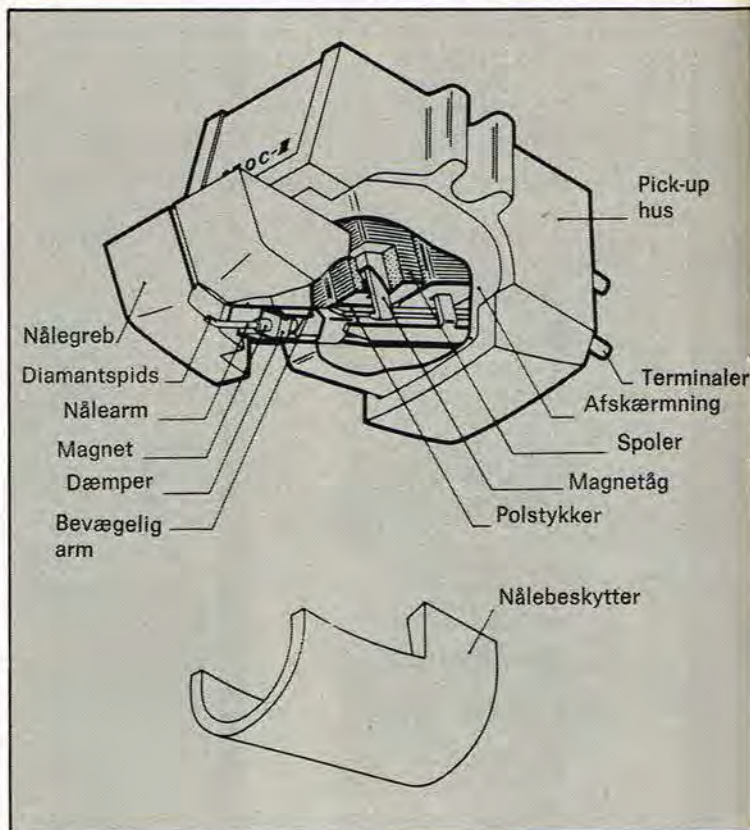 Pick-up
hus
Nålegreb
Diamantspids
Nålearm
Magnet
Dæmper
Bevægelig
arm
Terminaler
Afskærmning
Spoler
Magnetåg
Polstykker
Nålebeskytter